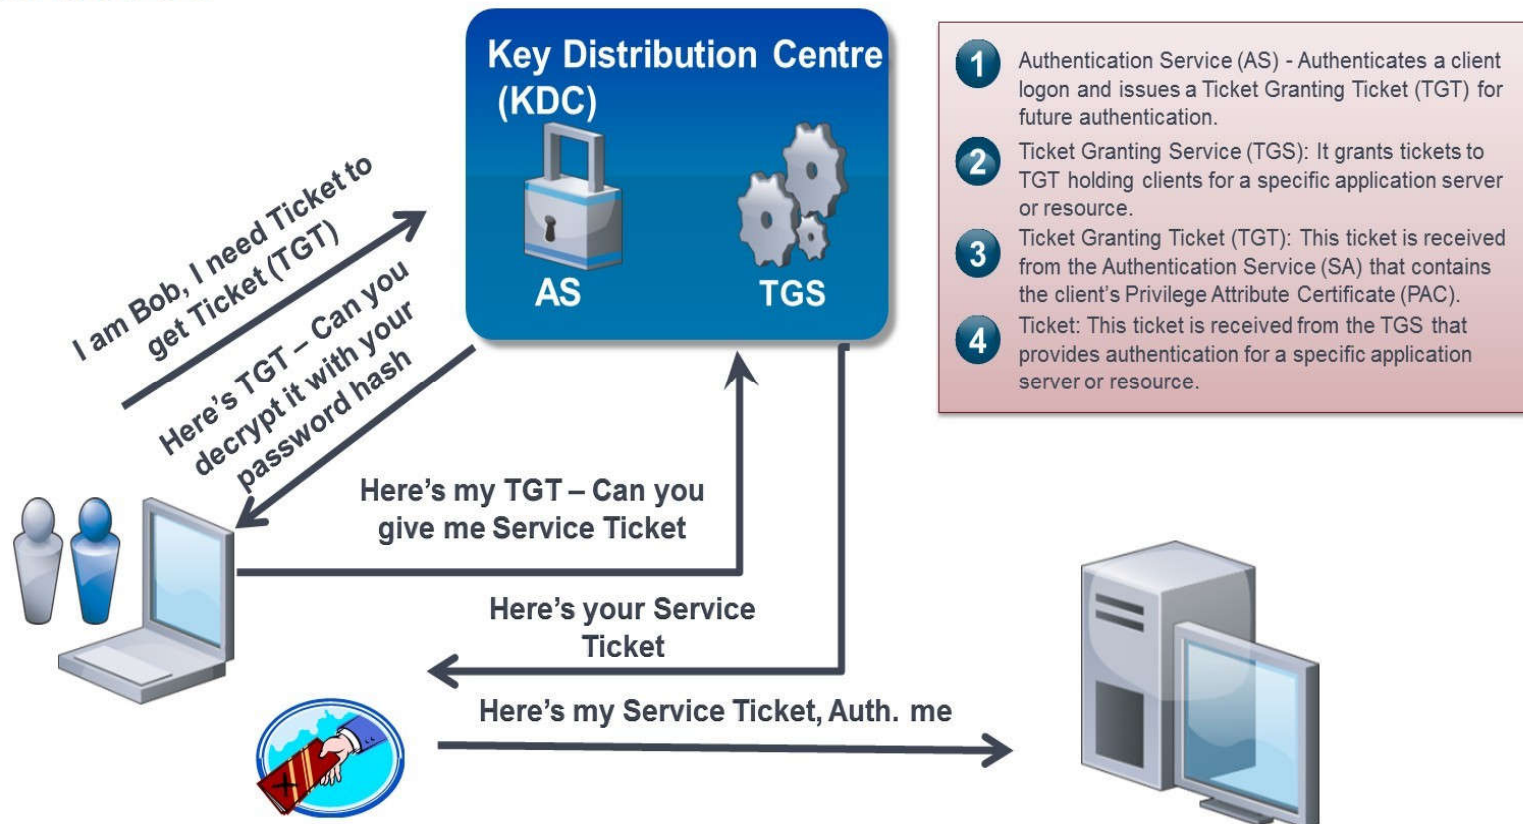 Key Distribution Centre
(KDC)
AS
TGS
I am Bob, I need Ticket to
get Ticket (TGT)
Here's TGT – Can you
decrypt it with your
password hash
Here's my TGT – Can you
give me Service Ticket
Here's your Service
Ticket
Here's my Service Ticket, Auth. me
1
Authentication Service (AS) - Authenticates a client
logon and issues a Ticket Granting Ticket (TGT) for
future authentication.
2
Ticket Granting Service (TGS): It grants tickets to
TGT holding clients for a specific application server
or resource.
3
Ticket Granting Ticket (TGT): This ticket is received
from the Authentication Service (SA) that contains
the client's Privilege Attribute Certificate (PAC).
4
Ticket: This ticket is received from the TGS that
provides authentication for a specific application
server or resource.